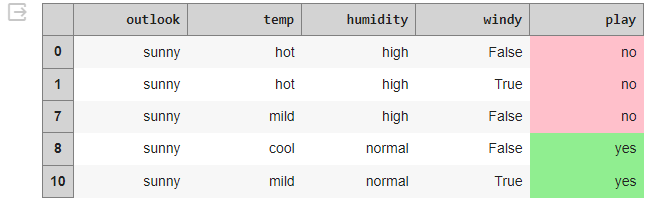 outlook temp humidity windy play
0 sunny hot high False no
1 sunny hot high True no
7 sunny mild high False no
8 sunny cool normal False yes
10 sunny mild normal True yes